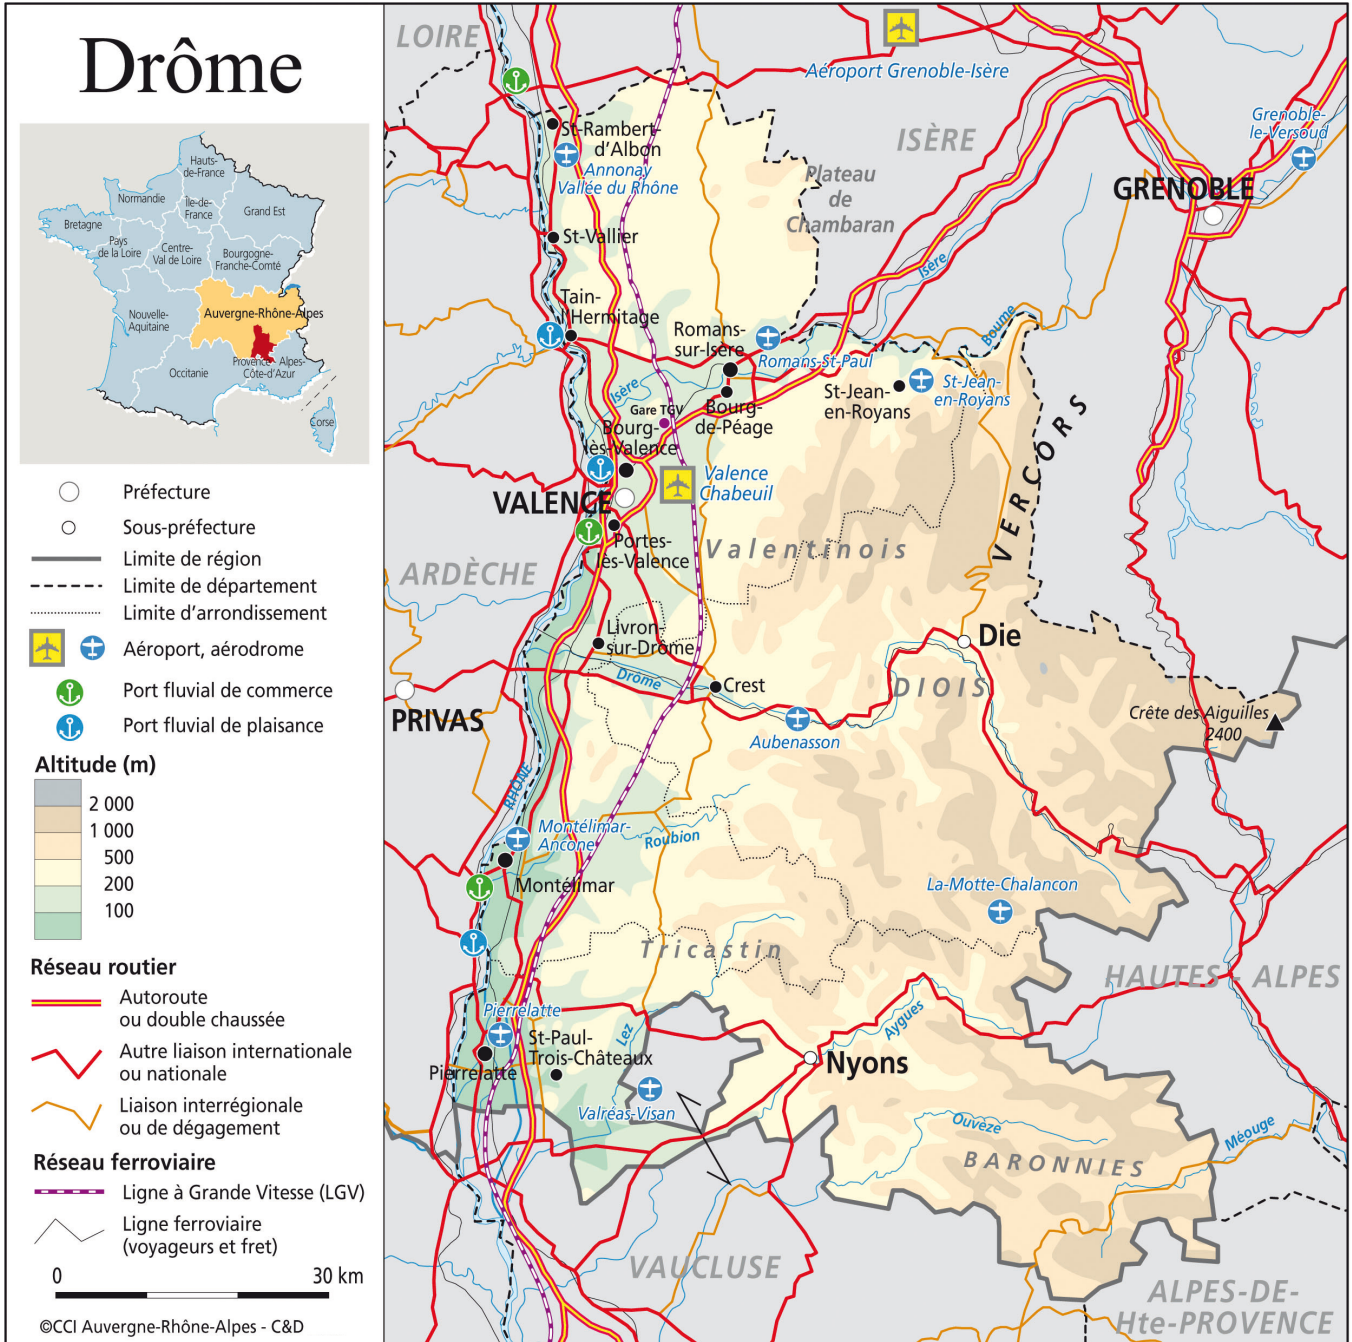 Drôme
Hauts-
de-France
Normandie
Île-de-
France
Grand Est
Bretagne
Pays
de la Loire
Centre-
Val de Loire
Bourgogne-
Franche-Comté
Nouvelle-
Aquitaine
Auvergne-Rhône-Alpes
Occitanie
Provence-Alpes-
Côte-d'Azur
Corse
Préfecture
Sous-préfecture
Limite de région
Limite de département
Limite d'arrondissement
Aéroport, aérodrome
Port fluvial de commerce
Port fluvial de plaisance
Altitude (m)
2 000
1 000
500
200
100
Réseau routier
Autoroute
ou double chaussée
Autre liaison internationale
ou nationale
Liaison interrégionale
ou de dégagement
Réseau ferroviaire
Ligne à Grande Vitesse (LGV)
Ligne ferroviaire
(voyageurs et fret)
0 30 km
©CCI Auvergne-Rhône-Alpes - C&D
LOIRE
Aéroport Grenoble-Isère
ISÈRE
Grenoble-
le-Versoud
St-Rambert-
d'Albon
Annonay
Vallée du Rhône
Plateau
de
Chambaran
GRENOBLE
St-Vallier
Isère
Tain-
l'Hermitage
Romans-
sur-Isère
Romans-St-Paul
Bourne
St-Jean-
en-Royans
St-Jean-
en-Royans
Isère
Gare TGV
Bourg-
de-Péage
Bourg-
lès-Valence
VERCORS
VALENCE
Valence
Chabeuil
Portes-
lès-Valence
Valentinois
ARDÈCHE
Livron-
sur-Drôme
Die
Drôme
Crest
DIOIS
PRIVAS
Aubenasson
Crête des Aiguilles
2400
RHÔNE
Montélimar-
Ancone
Roubion
Montélimar
La-Motte-Chalancon
Tricastin
HAUTES - ALPES
Pierrelatte
St-Paul-
Trois-Châteaux
Lez
Aygues
Pierrelatte
Nyons
Valréas-Visan
Ouvèze
Méouge
BARONNIES
VAUCLUSE
ALPES-DE-
Hte-PROVENCE